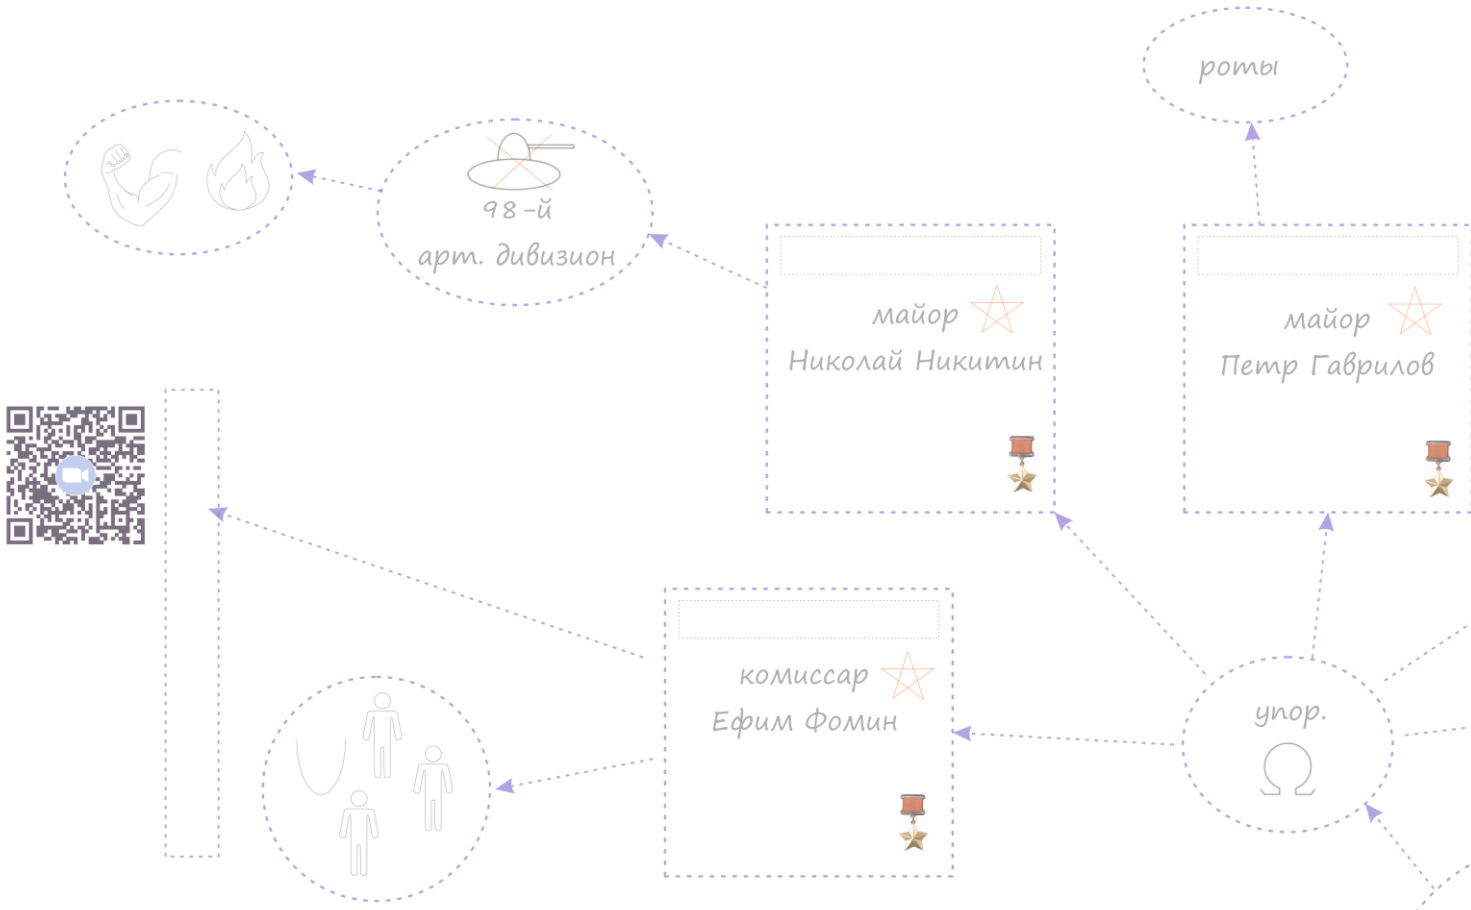 роты
98-й
арт. дивизион
майор
Николай Никитин
майор
Петр Гаврилов
комиссар
Ефим Фомин
упор.
Ω